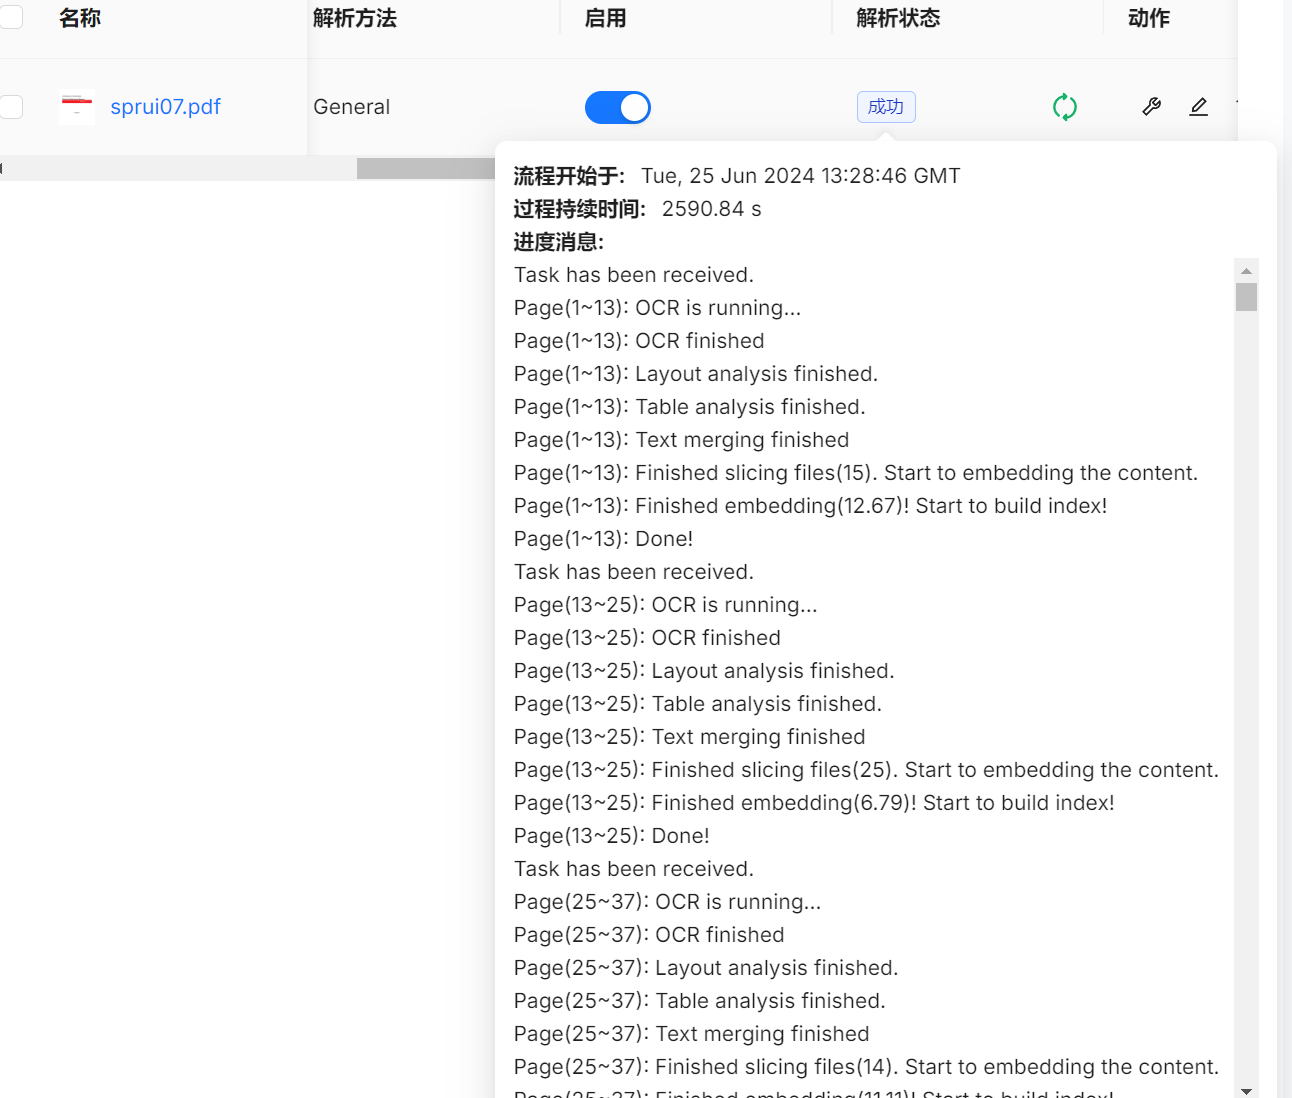 名称 解析方法 启用 解析状态 动作
sprui07.pdf General 成功
流程开始于: Tue, 25 Jun 2024 13:28:46 GMT
过程持续时间: 2590.84 s
进度消息:
Task has been received.
Page(1~13): OCR is running...
Page(1~13): OCR finished
Page(1~13): Layout analysis finished.
Page(1~13): Table analysis finished.
Page(1~13): Text merging finished
Page(1~13): Finished slicing files(15). Start to embedding the content.
Page(1~13): Finished embedding(12.67)! Start to build index!
Page(1~13): Done!
Task has been received.
Page(13~25): OCR is running...
Page(13~25): OCR finished
Page(13~25): Layout analysis finished.
Page(13~25): Table analysis finished.
Page(13~25): Text merging finished
Page(13~25): Finished slicing files(25). Start to embedding the content.
Page(13~25): Finished embedding(6.79)! Start to build index!
Page(13~25): Done!
Task has been received.
Page(25~37): OCR is running...
Page(25~37): OCR finished
Page(25~37): Layout analysis finished.
Page(25~37): Table analysis finished.
Page(25~37): Text merging finished
Page(25~37): Finished slicing files(14). Start to embedding the content.
Page(25~37): Finished embedding(11.11)! Start to build index!